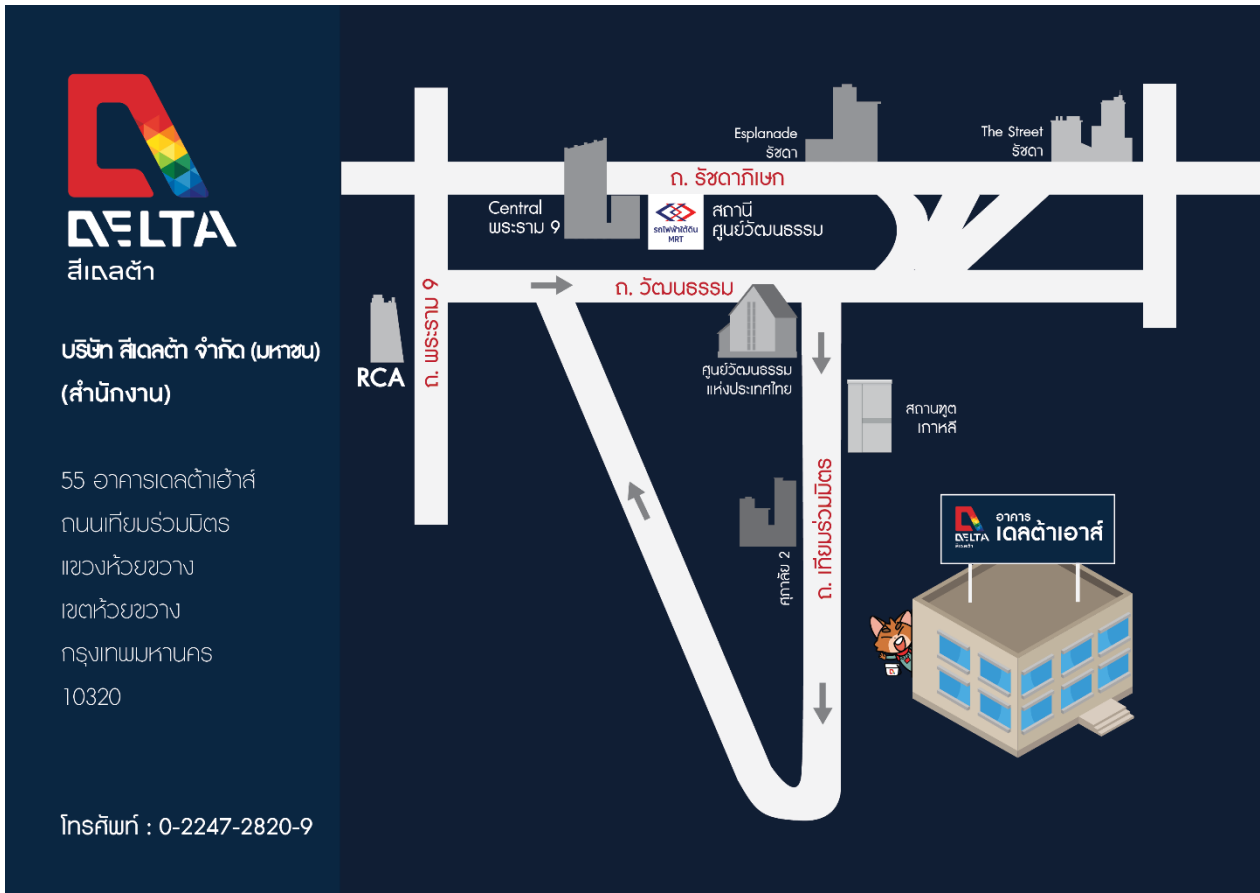 DELTA
สีเดลต้า
บริษัท สีเดลต้า จำกัด (มหาชน)
(สำนักงาน)
55 อาคารเดลต้าเฮ้าส์
ถนนเทียมร่วมมิตร
แขวงห้วยขวาง
เขตห้วยขวาง
กรุงเทพมหานคร
10320
โทรศัพท์ : 0-2247-2820-9
Esplanade
รัชดา
The Street
รัชดา
ถ. รัชดาภิเษก
Central
พระราม 9
รถไฟฟ้าใต้ดิน
MRT
สถานี
ศูนย์วัฒนธรรม
ถ. พระราม 9
ถ. วัฒนธรรม
RCA
ศูนย์วัฒนธรรม
แห่งประเทศไทย
สถานทูต
เกาหลี
ศุภาลัย 2
ถ. เทียมร่วมมิตร
DELTA
สีเดลต้า
อาคาร
เดลต้าเฮาส์